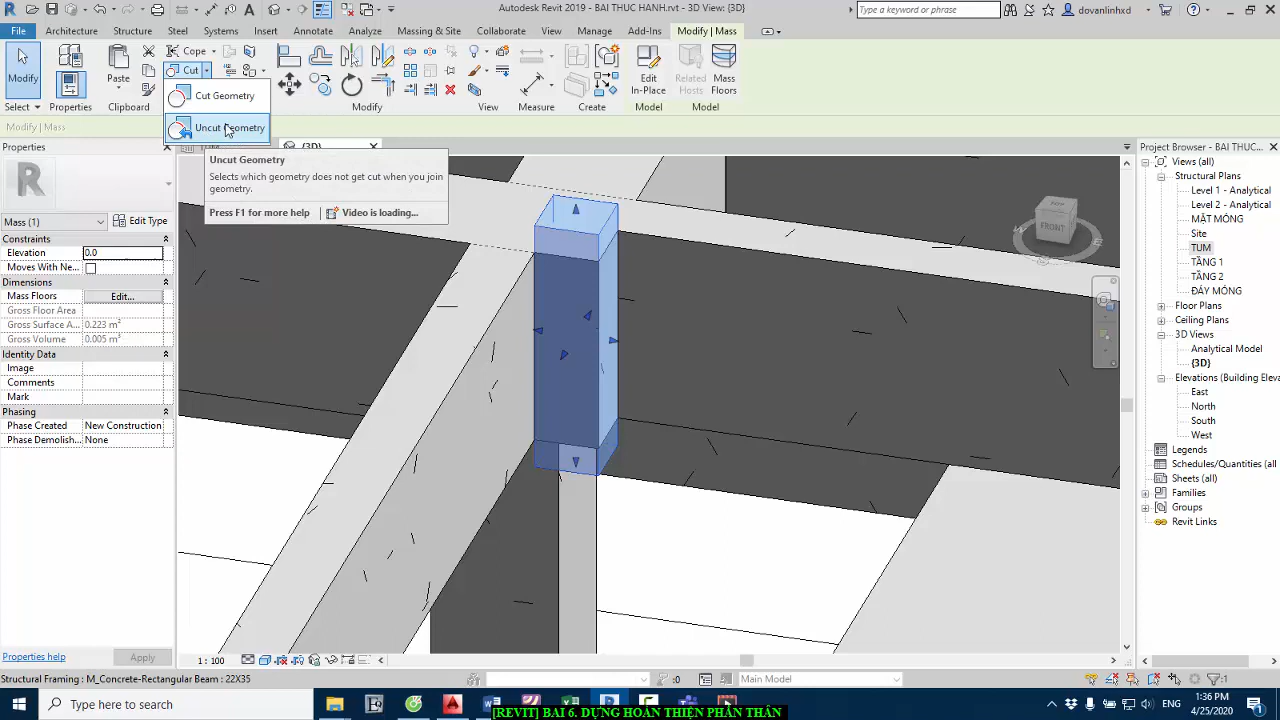 Autodesk Revit 2019 - BAI THUC HANH.rvt - 3D View: {3D}
Type a keyword or phrase
dovanlinhxd
File Architecture Structure Steel Systems Insert Annotate Analyze Massing & Site Collaborate View Manage Add-Ins Modify | Mass
Modify
Select
Properties
Paste
Clipboard
Cope
Cut
Cut Geometry
Uncut Geometry
Modify
View
Measure
Create
Edit
In-Place
Model
Related
Hosts
Mass
Floors
Model
Modify | Mass
{3D}
Uncut Geometry
Selects which geometry does not get cut when you join
geometry.
Press F1 for more help
Video is loading...
Properties
Mass (1)
Edit Type
Constraints
Elevation 0.0
Moves With Ne...
Dimensions
Mass Floors Edit...
Gross Floor Area
Gross Surface A... 0.223 m²
Gross Volume 0.005 m³
Identity Data
Image
Comments
Mark
Phasing
Phase Created New Construction
Phase Demolish... None
Properties help
Apply
TOP
FRONT
Project Browser - BAI THUC...
Views (all)
Structural Plans
Level 1 - Analytical
Level 2 - Analytical
MẶT MÓNG
Site
TUM
TẦNG 1
TẦNG 2
ĐÁY MÓNG
Floor Plans
Ceiling Plans
3D Views
Analytical Model
{3D}
Elevations (Building Eleva
East
North
South
West
Legends
Schedules/Quantities (all
Sheets (all)
Families
Groups
Revit Links
1 : 100
Structural Framing : M_Concrete-Rectangular Beam : 22X35
:0
Main Model
:1
Type here to search
ENG
1:36 PM
4/25/2020
[REVIT] BAI 6. DỰNG HOÀN THIỆN PHẦN THÂN